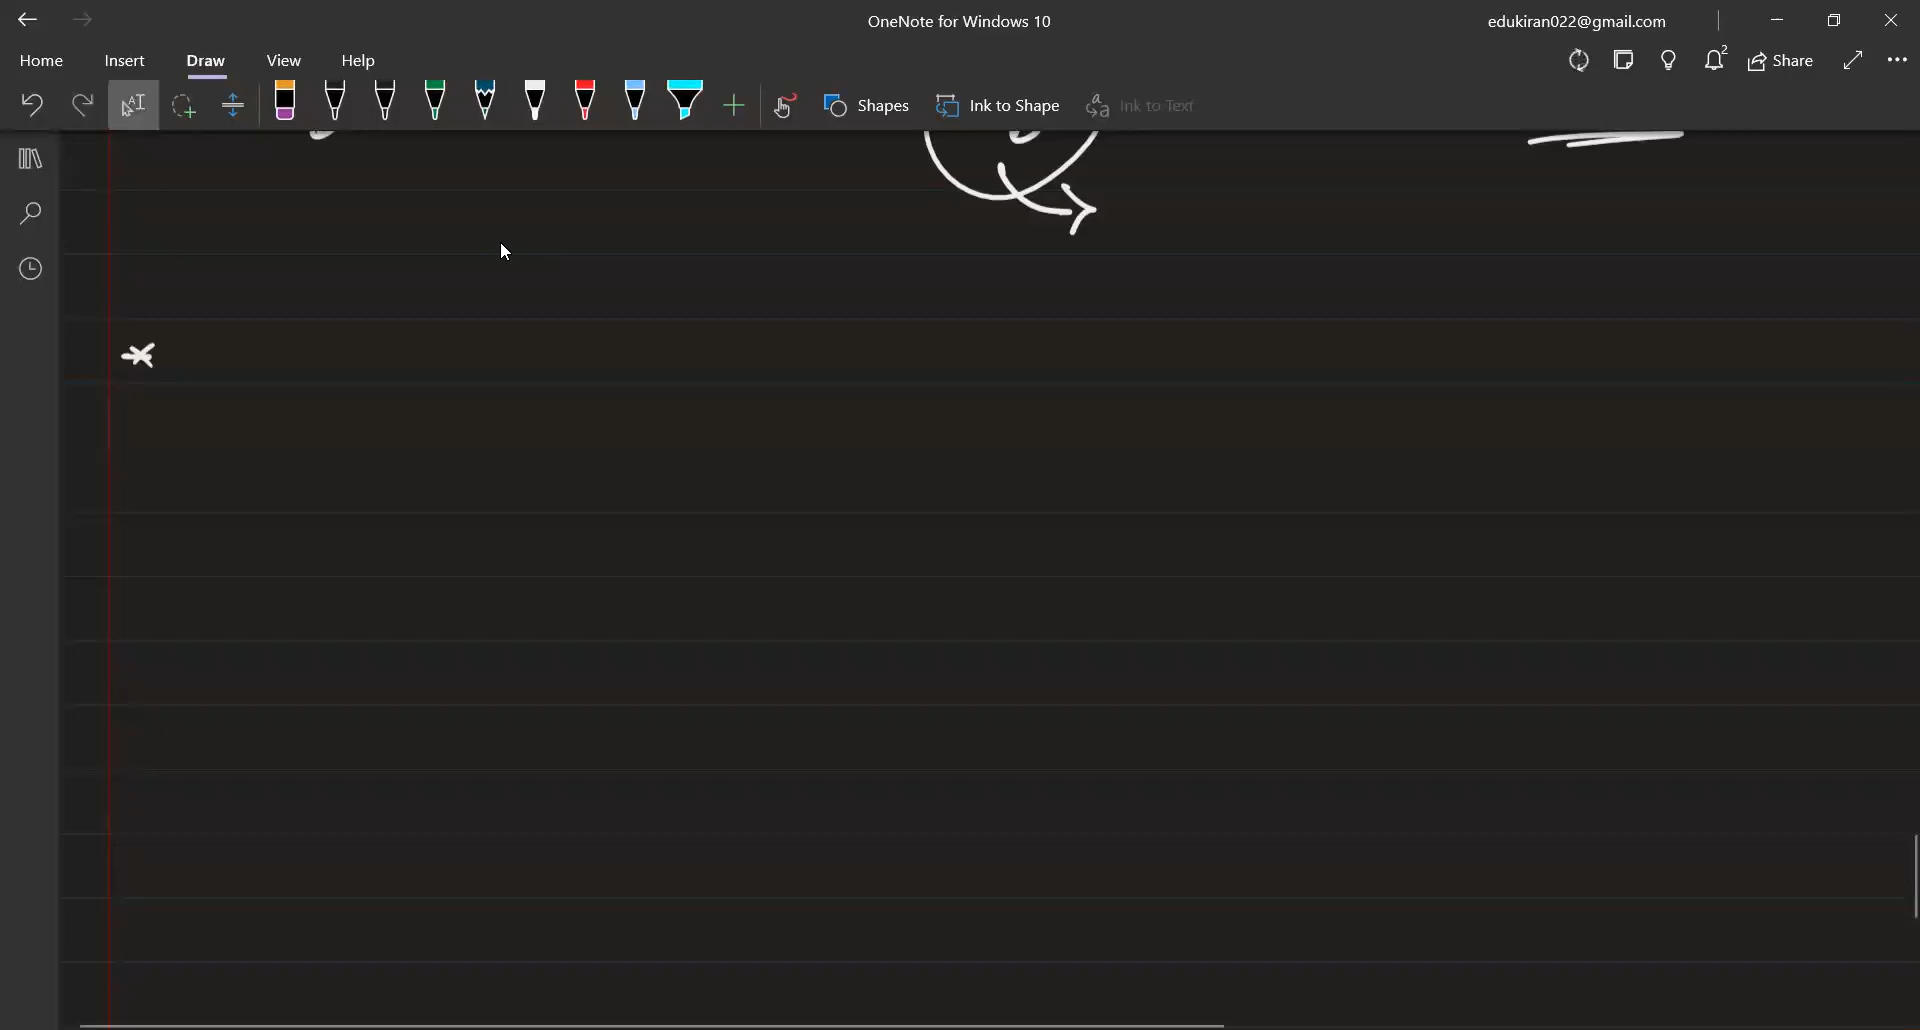 OneNote for Windows 10
edukiran022@gmail.com
Home Insert Draw View Help
2
Share
Shapes
Ink to Shape
Ink to Text